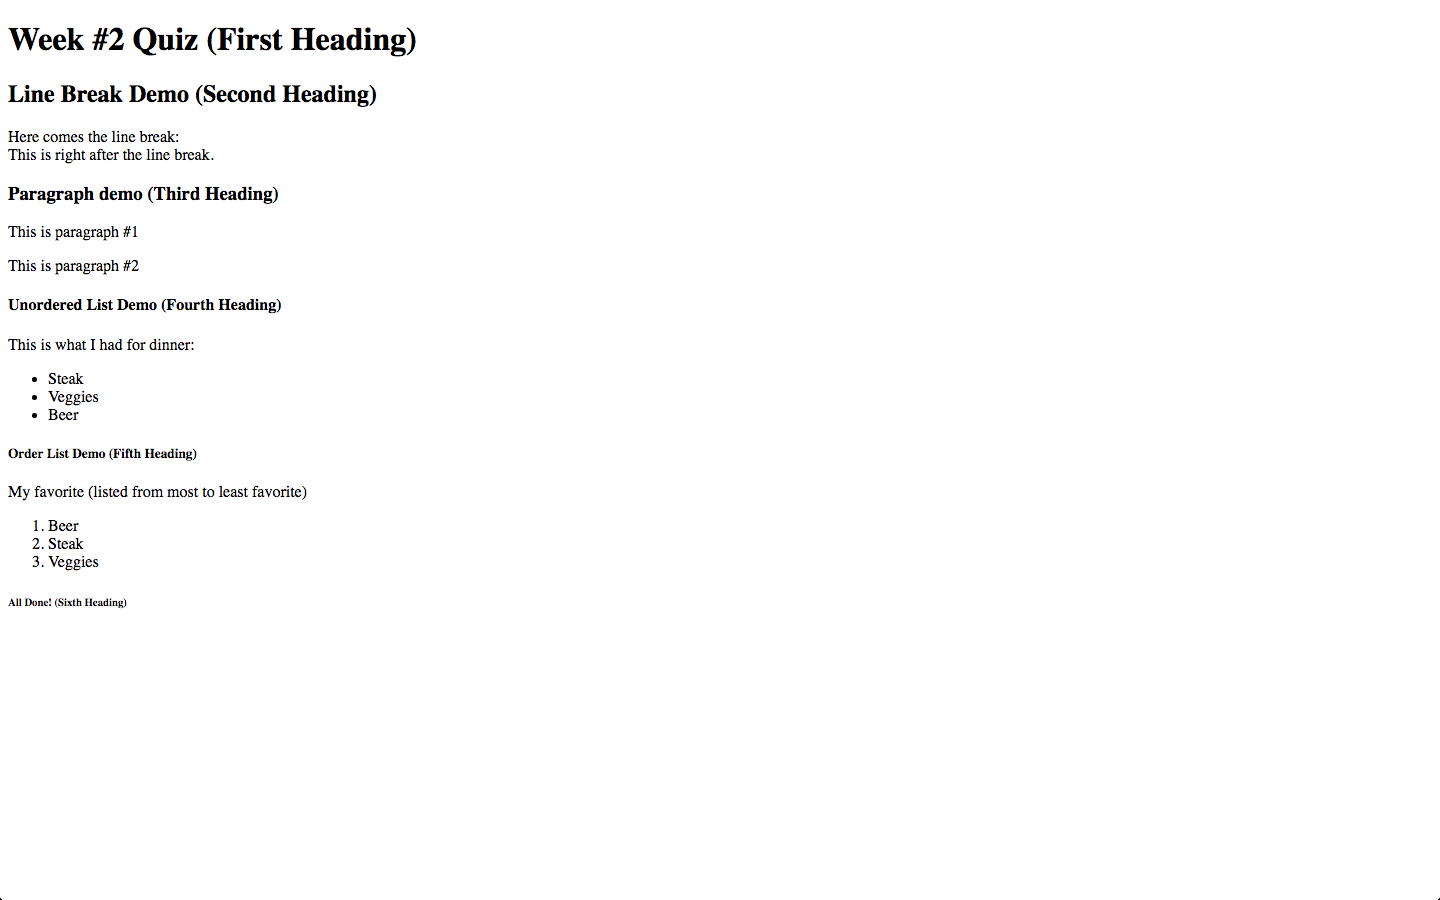 Week #2 Quiz (First Heading)
Line Break Demo (Second Heading)
Here comes the line break:
This is right after the line break.
Paragraph demo (Third Heading)
This is paragraph #1
This is paragraph #2
Unordered List Demo (Fourth Heading)
This is what I had for dinner:
• Steak
• Veggies
• Beer
Order List Demo (Fifth Heading)
My favorite (listed from most to least favorite)
1. Beer
2. Steak
3. Veggies
All Done! (Sixth Heading)